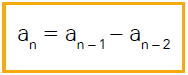 aₙ = aₙ₋₁ – aₙ₋₂